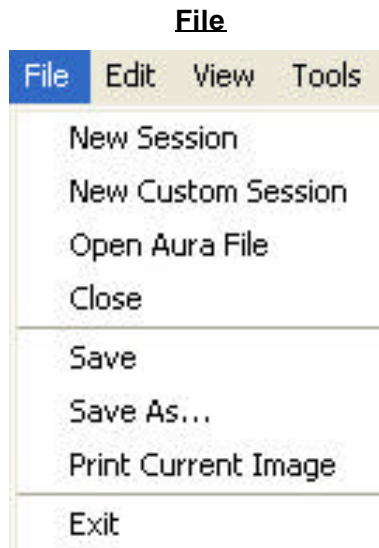 File
File Edit View Tools
New Session
New Custom Session
Open Aura File
Close
Save
Save As...
Print Current Image
Exit